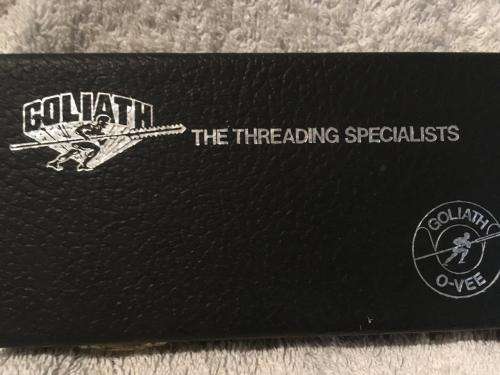 GOLIATH
THE THREADING SPECIALISTS
GOLIATH
O-VEE